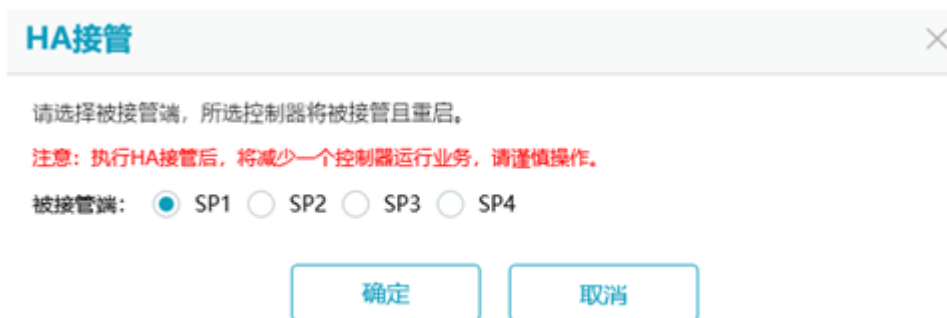 HA接管
请选择被接管端，所选控制器将被接管且重启。
注意：执行HA接管后，将减少一个控制器运行业务，请谨慎操作。
被接管端： SP1 SP2 SP3 SP4
确定 取消